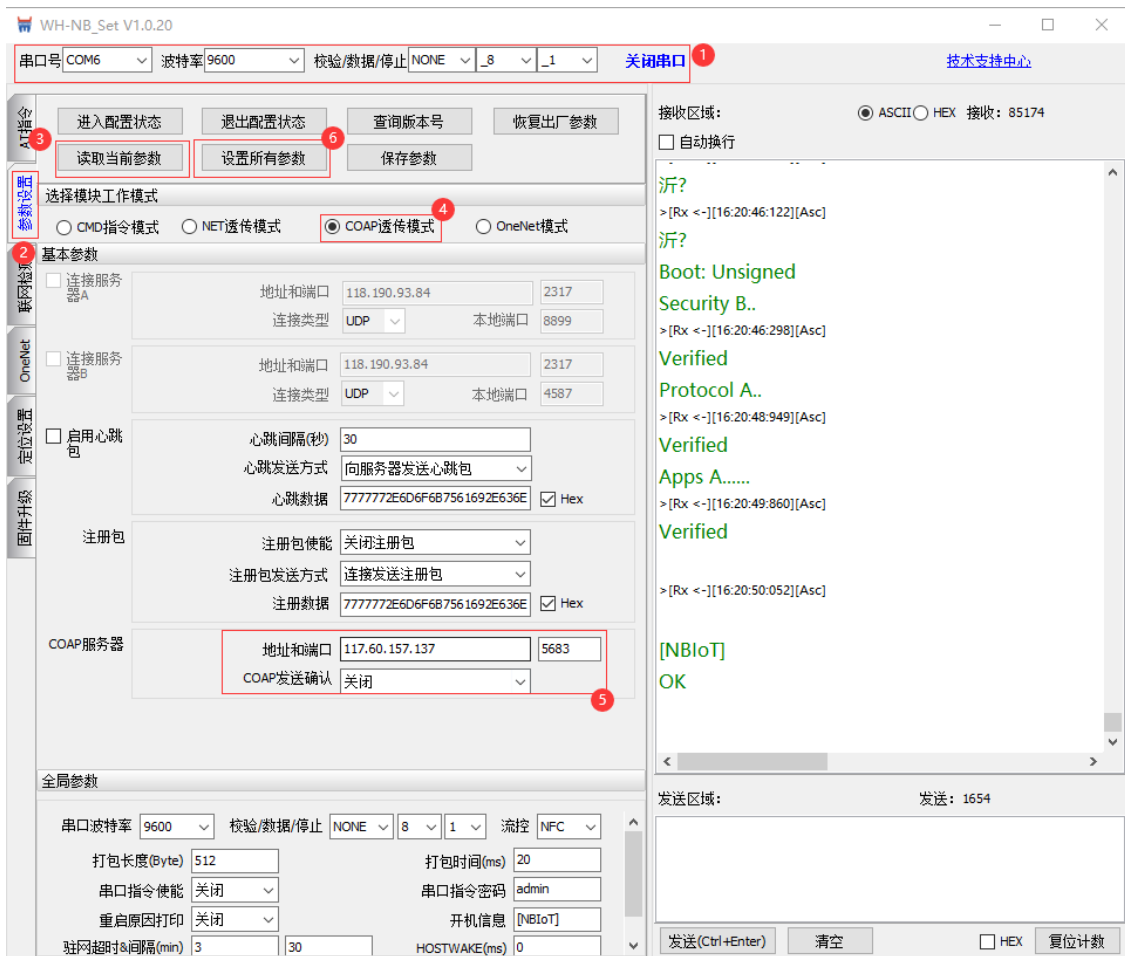 WH-NB_Set V1.0.20
串口号 COM6 波特率 9600 校验/数据/停止 NONE _8 _1 关闭串口 1 技术支持中心
AT指令
进入配置状态 退出配置状态 查询版本号 恢复出厂参数
3 读取当前参数 6 设置所有参数 保存参数
参数设置
2
选择模块工作模式
CMD指令模式 NET透传模式 COAP透传模式 4 OneNet模式
基本参数
联网检测
连接服务器A 地址和端口 118.190.93.84 2317
连接类型 UDP 本地端口 8899
OneNet
连接服务器B 地址和端口 118.190.93.84 2317
连接类型 UDP 本地端口 4587
定位设置
启用心跳包 心跳间隔(秒) 30
心跳发送方式 向服务器发送心跳包
心跳数据 7777772E6D6F6B7561692E636E Hex
固件升级
注册包 注册包使能 关闭注册包
注册包发送方式 连接发送注册包
注册数据 7777772E6D6F6B7561692E636E Hex
COAP服务器 地址和端口 117.60.157.137 5683
COAP发送确认 关闭
5
全局参数
串口波特率 9600 校验/数据/停止 NONE 8 1 流控 NFC
打包长度(Byte) 512 打包时间(ms) 20
串口指令使能 关闭 串口指令密码 admin
重启原因打印 关闭 开机信息 [NBIoT]
驻网超时&间隔(min) 3 30 HOSTWAKE(ms) 0
接收区域: ASCII HEX 接收: 85174
自动换行
沂?
>[Rx <-][16:20:46:122][Asc]
沂?
Boot: Unsigned
Security B..
>[Rx <-][16:20:46:298][Asc]
Verified
Protocol A..
>[Rx <-][16:20:48:949][Asc]
Verified
Apps A......
>[Rx <-][16:20:49:860][Asc]
Verified
>[Rx <-][16:20:50:052][Asc]
[NBIoT]
OK
发送区域: 发送: 1654
发送(Ctrl+Enter) 清空 HEX 复位计数